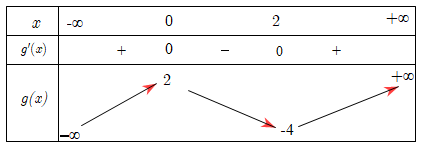 x -∞ 0 2 +∞
g'(x) + 0 − 0 +
2 +∞
g(x)
−∞ -4